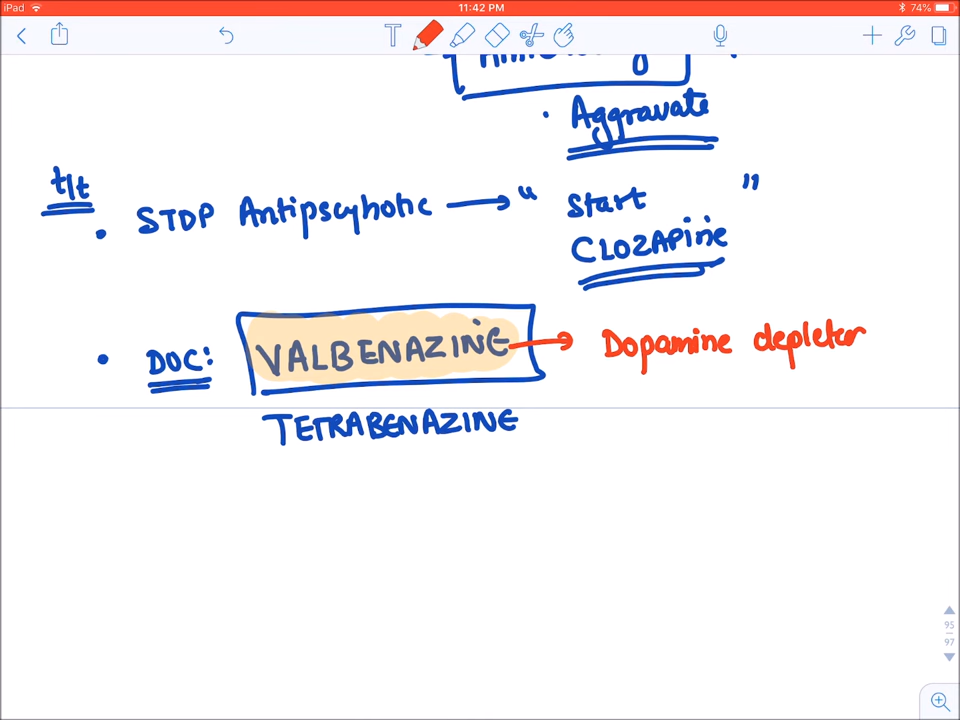 iPad 11:42 PM 74%
T
Aggravate
t/t
• STOP Antipscyhotic → " Start "
CLOZAPINE
• DOC: VALBENAZINE → Dopamine depleter
TETRABENAZINE
95
97